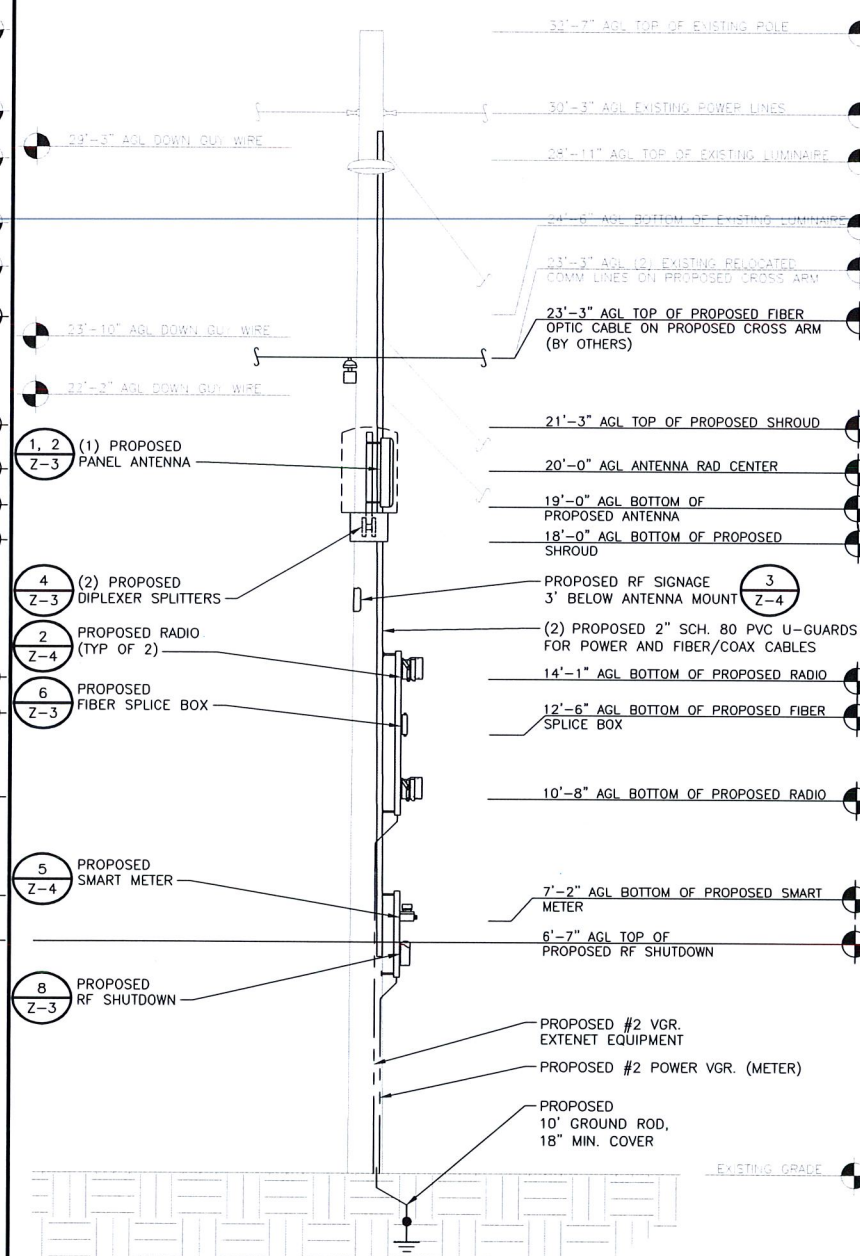 32'-7" AGL TOP OF EXISTING POLE
30'-3" AGL EXISTING POWER LINES
29'-3" AGL DOWN GUY WIRE
28'-11" AGL TOP OF EXISTING LUMINAIRE
24'-6" AGL BOTTOM OF EXISTING LUMINAIRE
23'-3" AGL (2) EXISTING RELOCATED
COMM LINES ON PROPOSED CROSS ARM
23'-3" AGL TOP OF PROPOSED FIBER
OPTIC CABLE ON PROPOSED CROSS ARM
(BY OTHERS)
23'-10" AGL DOWN GUY WIRE
22'-2" AGL DOWN GUY WIRE
21'-3" AGL TOP OF PROPOSED SHROUD
1, 2
Z-3
(1) PROPOSED
PANEL ANTENNA
20'-0" AGL ANTENNA RAD CENTER
19'-0" AGL BOTTOM OF
PROPOSED ANTENNA
18'-0" AGL BOTTOM OF PROPOSED
SHROUD
4
Z-3
(2) PROPOSED
DIPLEXER SPLITTERS
PROPOSED RF SIGNAGE
3' BELOW ANTENNA MOUNT
3
Z-4
2
Z-4
PROPOSED RADIO
(TYP OF 2)
(2) PROPOSED 2" SCH. 80 PVC U-GUARDS
FOR POWER AND FIBER/COAX CABLES
14'-1" AGL BOTTOM OF PROPOSED RADIO
6
Z-3
PROPOSED
FIBER SPLICE BOX
12'-6" AGL BOTTOM OF PROPOSED FIBER
SPLICE BOX
10'-8" AGL BOTTOM OF PROPOSED RADIO
5
Z-4
PROPOSED
SMART METER
7'-2" AGL BOTTOM OF PROPOSED SMART
METER
6'-7" AGL TOP OF
PROPOSED RF SHUTDOWN
8
Z-3
PROPOSED
RF SHUTDOWN
PROPOSED #2 VGR.
EXTENET EQUIPMENT
PROPOSED #2 POWER VGR. (METER)
PROPOSED
10' GROUND ROD,
18" MIN. COVER
EXISTING GRADE